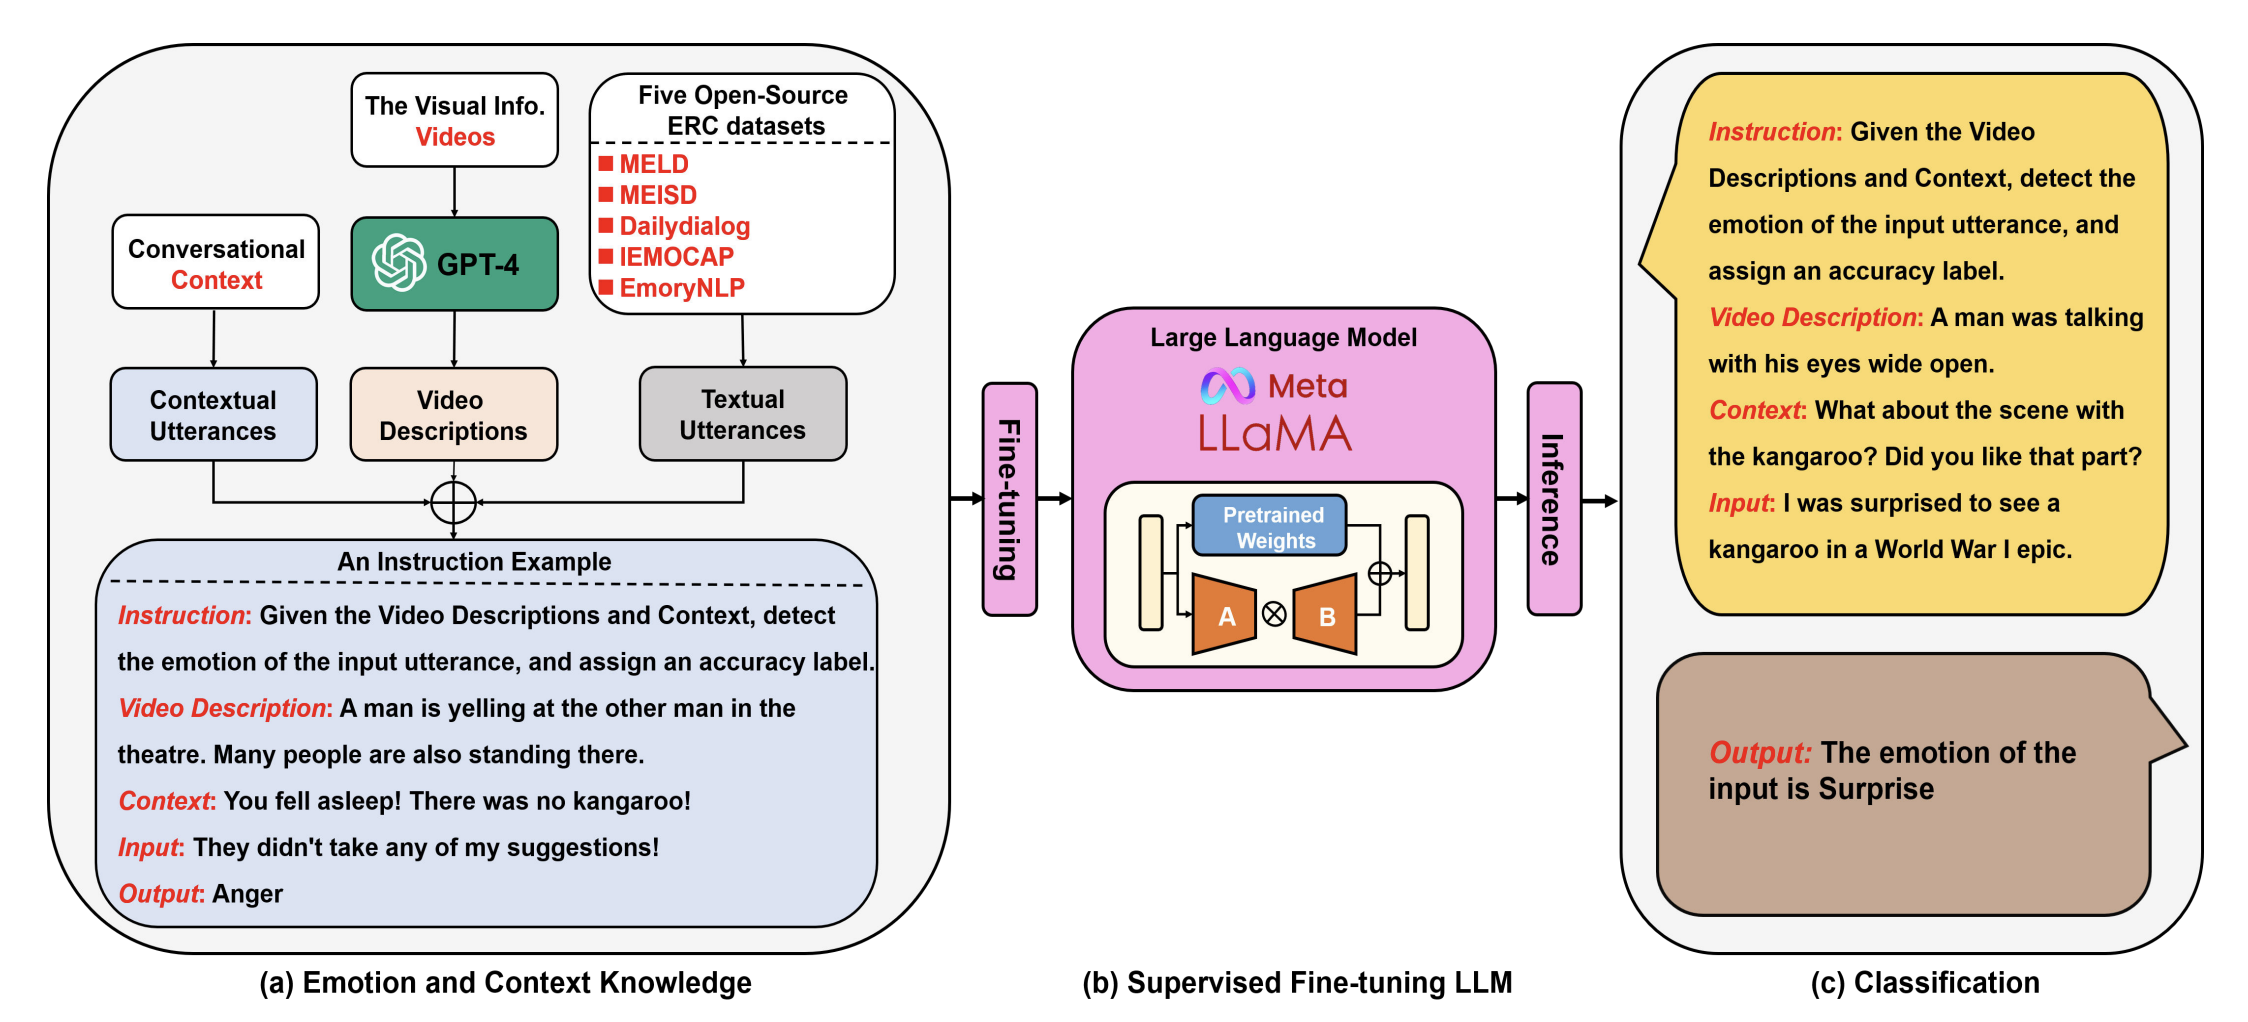 The Visual Info.
Videos
Five Open-Source
ERC datasets
MELD
MEISD
Dailydialog
IEMOCAP
EmoryNLP
Conversational
Context
GPT-4
Contextual
Utterances
Video
Descriptions
Textual
Utterances
An Instruction Example
Instruction: Given the Video Descriptions and Context, detect
the emotion of the input utterance, and assign an accuracy label.
Video Description: A man is yelling at the other man in the
theatre. Many people are also standing there.
Context: You fell asleep! There was no kangaroo!
Input: They didn't take any of my suggestions!
Output: Anger
(a) Emotion and Context Knowledge
Fine-tuning
Large Language Model
Meta
LLaMA
Pretrained
Weights
A
B
(b) Supervised Fine-tuning LLM
Inference
Instruction: Given the Video
Descriptions and Context, detect the
emotion of the input utterance, and
assign an accuracy label.
Video Description: A man was talking
with his eyes wide open.
Context: What about the scene with
the kangaroo? Did you like that part?
Input: I was surprised to see a
kangaroo in a World War I epic.
Output: The emotion of the
input is Surprise
(c) Classification